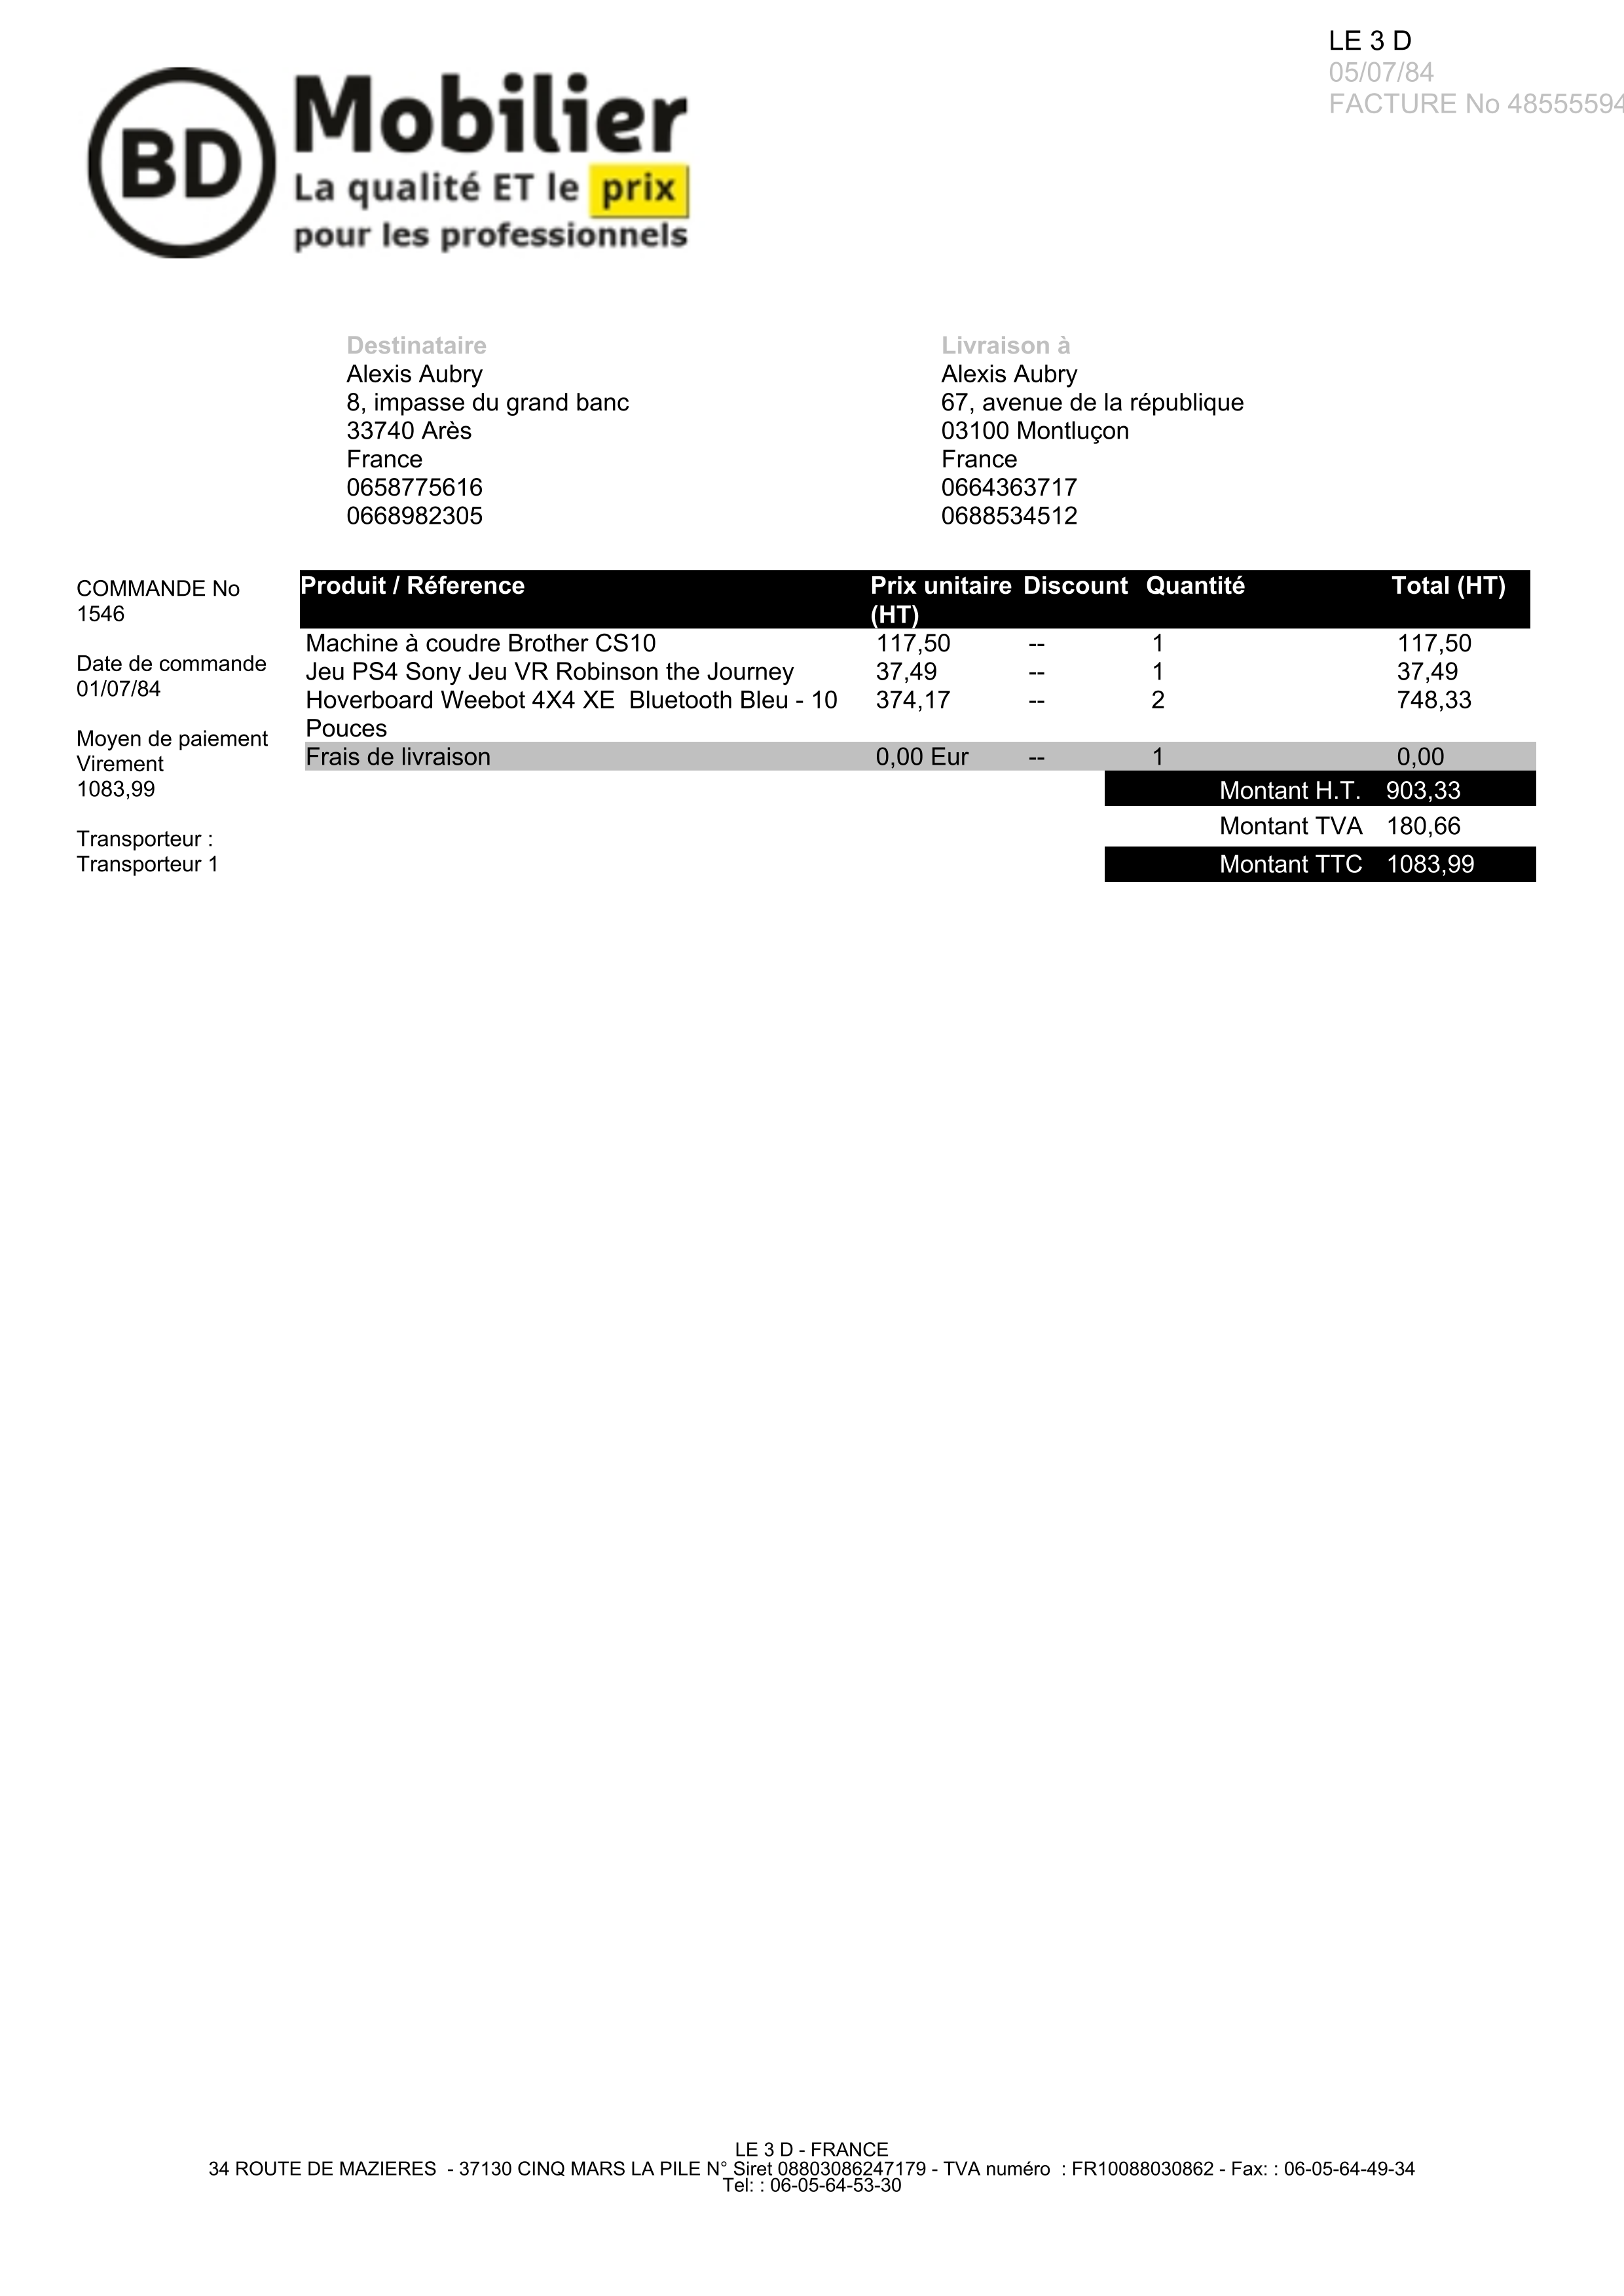 LE 3 D
05/07/84
FACTURE No 48555594
BD
Mobilier
La qualité ET le prix
pour les professionnels
Destinataire
Alexis Aubry
8, impasse du grand banc
33740 Arès
France
0658775616
0668982305
Livraison à
Alexis Aubry
67, avenue de la république
03100 Montluçon
France
0664363717
0688534512
COMMANDE No
1546
Date de commande
01/07/84
Moyen de paiement
Virement
1083,99
Transporteur :
Transporteur 1
Produit / Réference Prix unitaire (HT) Discount Quantité Total (HT)
Machine à coudre Brother CS10 117,50 -- 1 117,50
Jeu PS4 Sony Jeu VR Robinson the Journey 37,49 -- 1 37,49
Hoverboard Weebot 4X4 XE  Bluetooth Bleu - 10 374,17 -- 2 748,33
Pouces
Frais de livraison 0,00 Eur -- 1 0,00
Montant H.T. 903,33
Montant TVA 180,66
Montant TTC 1083,99
LE 3 D - FRANCE
34 ROUTE DE MAZIERES  - 37130 CINQ MARS LA PILE N° Siret 08803086247179 - TVA numéro  : FR10088030862 - Fax: : 06-05-64-49-34
Tel: : 06-05-64-53-30